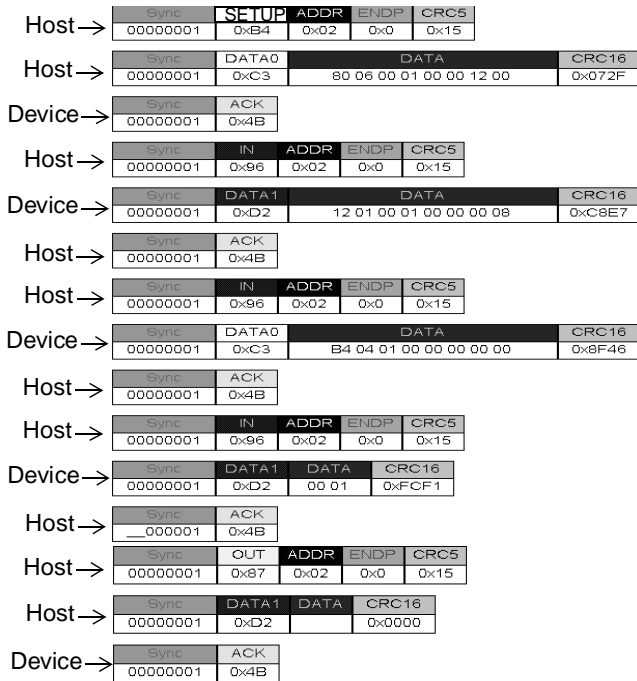 Sync SETUP ADDR ENDP CRC5
Host 00000001 0xB4 0x02 0x0 0x15
Sync DATA0 DATA CRC16
Host 00000001 0xC3 80 06 00 01 00 00 12 00 0x072F
Sync ACK
Device 00000001 0x4B
Sync IN ADDR ENDP CRC5
Host 00000001 0x96 0x02 0x0 0x15
Sync DATA1 DATA CRC16
Device 00000001 0xD2 12 01 00 01 00 00 00 08 0xC8E7
Sync ACK
Host 00000001 0x4B
Sync IN ADDR ENDP CRC5
Host 00000001 0x96 0x02 0x0 0x15
Sync DATA0 DATA CRC16
Device 00000001 0xC3 B4 04 01 00 00 00 00 00 0x8F46
Sync ACK
Host 00000001 0x4B
Sync IN ADDR ENDP CRC5
Host 00000001 0x96 0x02 0x0 0x15
Sync DATA1 DATA CRC16
Device 00000001 0xD2 00 01 0xFCF1
Sync ACK
Host __000001 0x4B
Sync OUT ADDR ENDP CRC5
Host 00000001 0x87 0x02 0x0 0x15
Sync DATA1 DATA CRC16
Host 00000001 0xD2 0x0000
Sync ACK
Device 00000001 0x4B